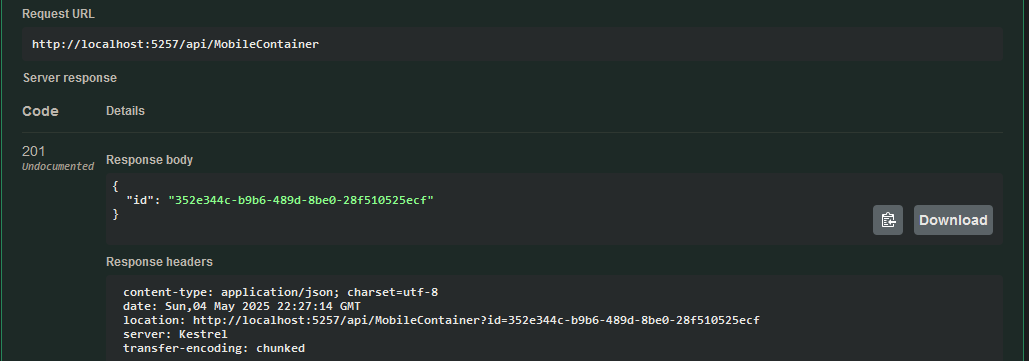 Request URL
http://localhost:5257/api/MobileContainer
Server response
Code Details
201
Undocumented
Response body
{
"id": "352e344c-b9b6-489d-8be0-28f510525ecf"
}
Download
Response headers
content-type: application/json; charset=utf-8
date: Sun,04 May 2025 22:27:14 GMT
location: http://localhost:5257/api/MobileContainer?id=352e344c-b9b6-489d-8be0-28f510525ecf
server: Kestrel
transfer-encoding: chunked